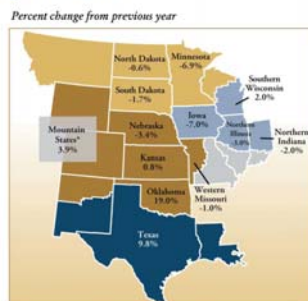 Percent change from previous year
North Dakota
-0.6%
Minnesota
-6.9%
South Dakota
-1.7%
Southern
Wisconsin
2.0%
Mountain
States*
3.9%
Nebraska
-3.4%
Iowa
-7.0%
Northern
Illinois
-3.0%
Northern
Indiana
-2.0%
Kansas
0.8%
Western
Missouri
-1.0%
Oklahoma
19.0%
Texas
9.8%